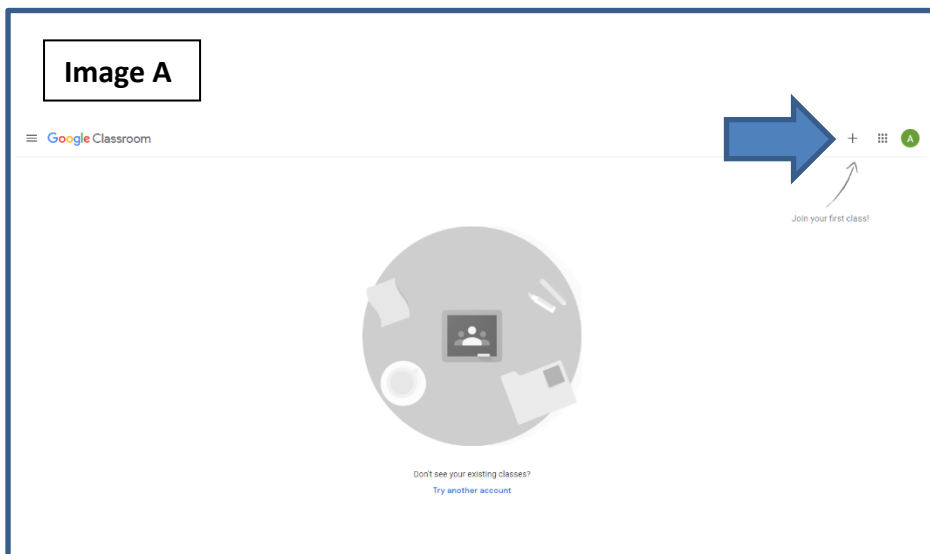 Image A
Google Classroom
A
Join your first class!
Don't see your existing classes?
Try another account